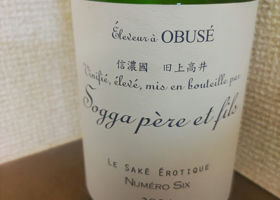 Éleveur à OBUSÉ
信濃國 旧上高井
Vinifié, élevé, mis en bouteille par
Sogga père et fils
LE SAKÉ ÉROTIQUE
NUMÉRO SIX